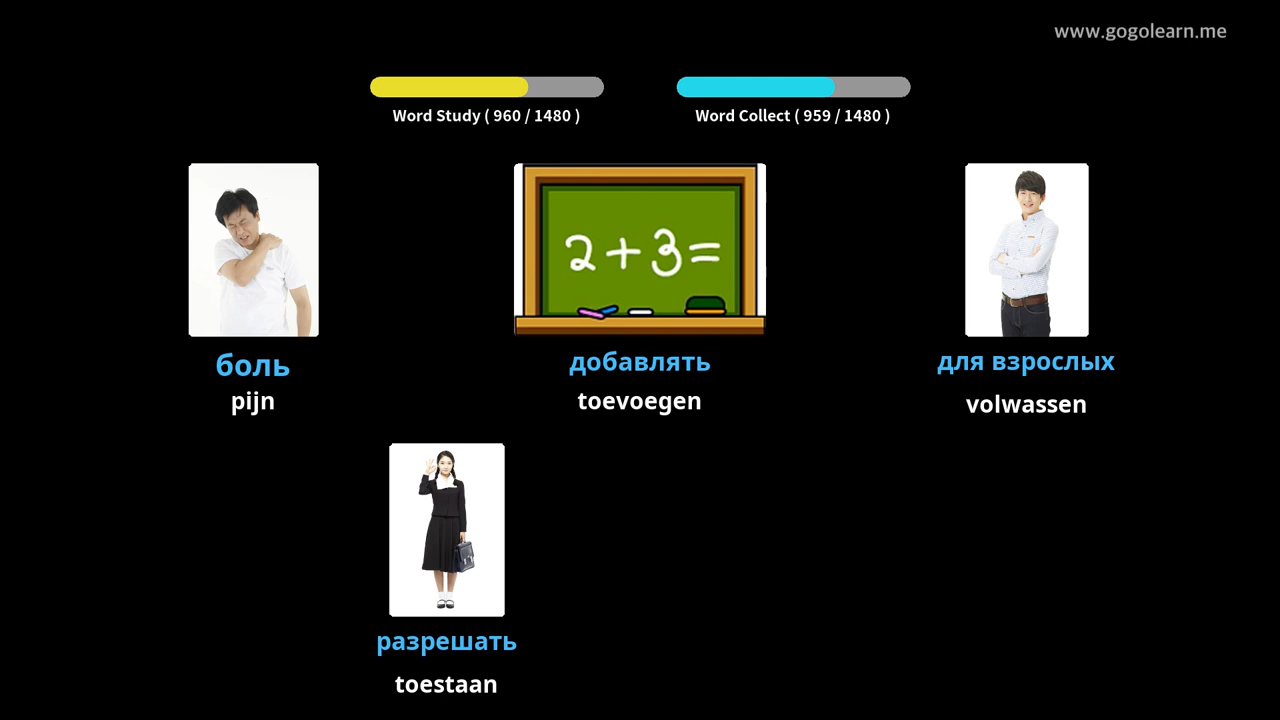 www.gogolearn.me
Word Study ( 960 / 1480 )
Word Collect ( 959 / 1480 )
2+3=
боль
добавлять
для взрослых
pijn
toevoegen
volwassen
разрешать
toestaan